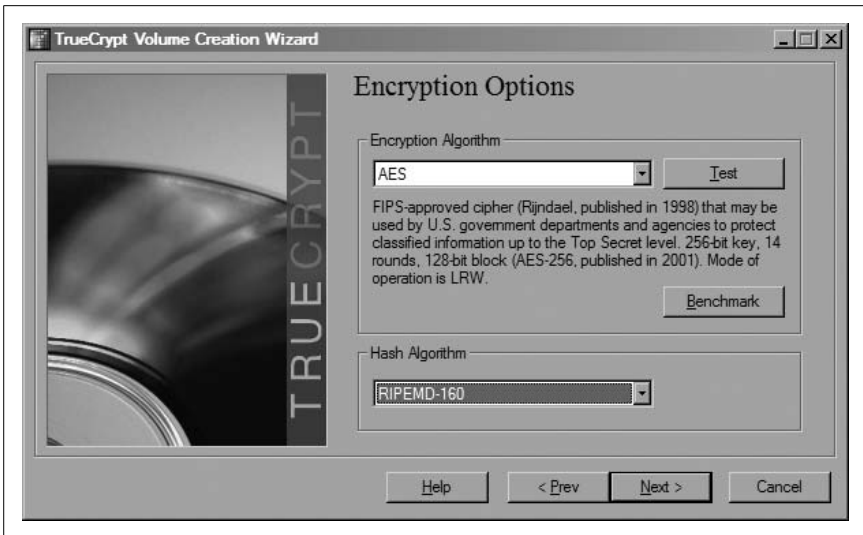 TrueCrypt Volume Creation Wizard
TRUECRYPT
Encryption Options
Encryption Algorithm
AES
Test
FIPS-approved cipher (Rijndael, published in 1998) that may be
used by U.S. government departments and agencies to protect
classified information up to the Top Secret level. 256-bit key, 14
rounds, 128-bit block (AES-256, published in 2001). Mode of
operation is LRW.
Benchmark
Hash Algorithm
RIPEMD-160
Help
< Prev
Next >
Cancel